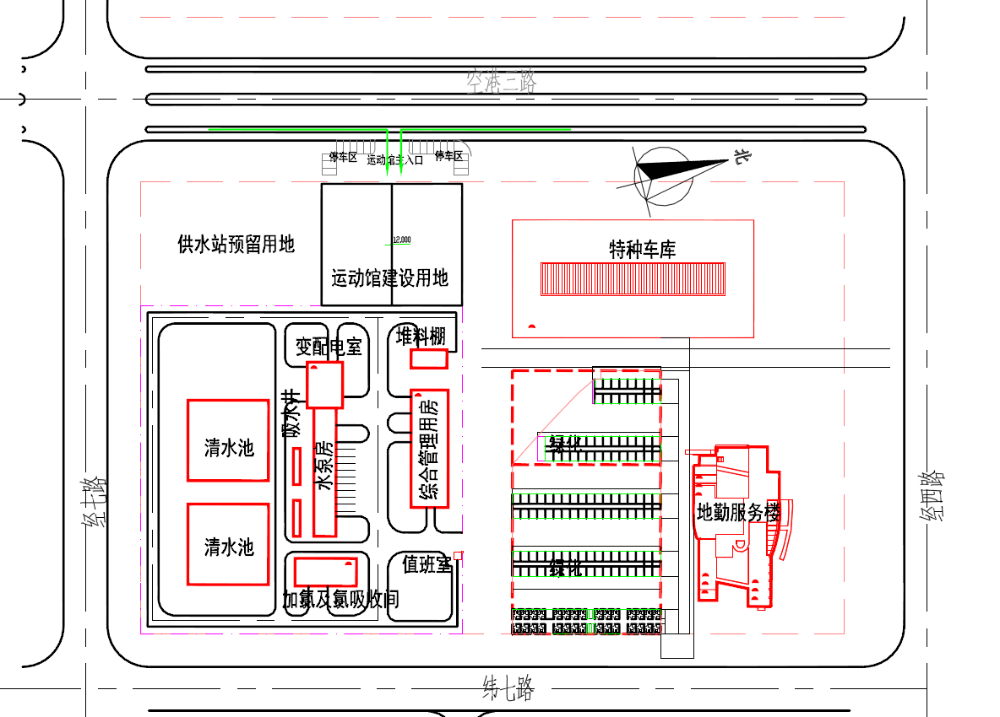 空港三路
停车区
运动馆主入口
停车区
北
供水站预留用地
12.000
运动馆建设用地
特种车库
变配电室
堆料棚
吸水井
清水池
水泵房
综合管理用房
绿化
经七路
经四路
地勤服务楼
清水池
值班室
绿化
加氯及氯吸收间
纬七路